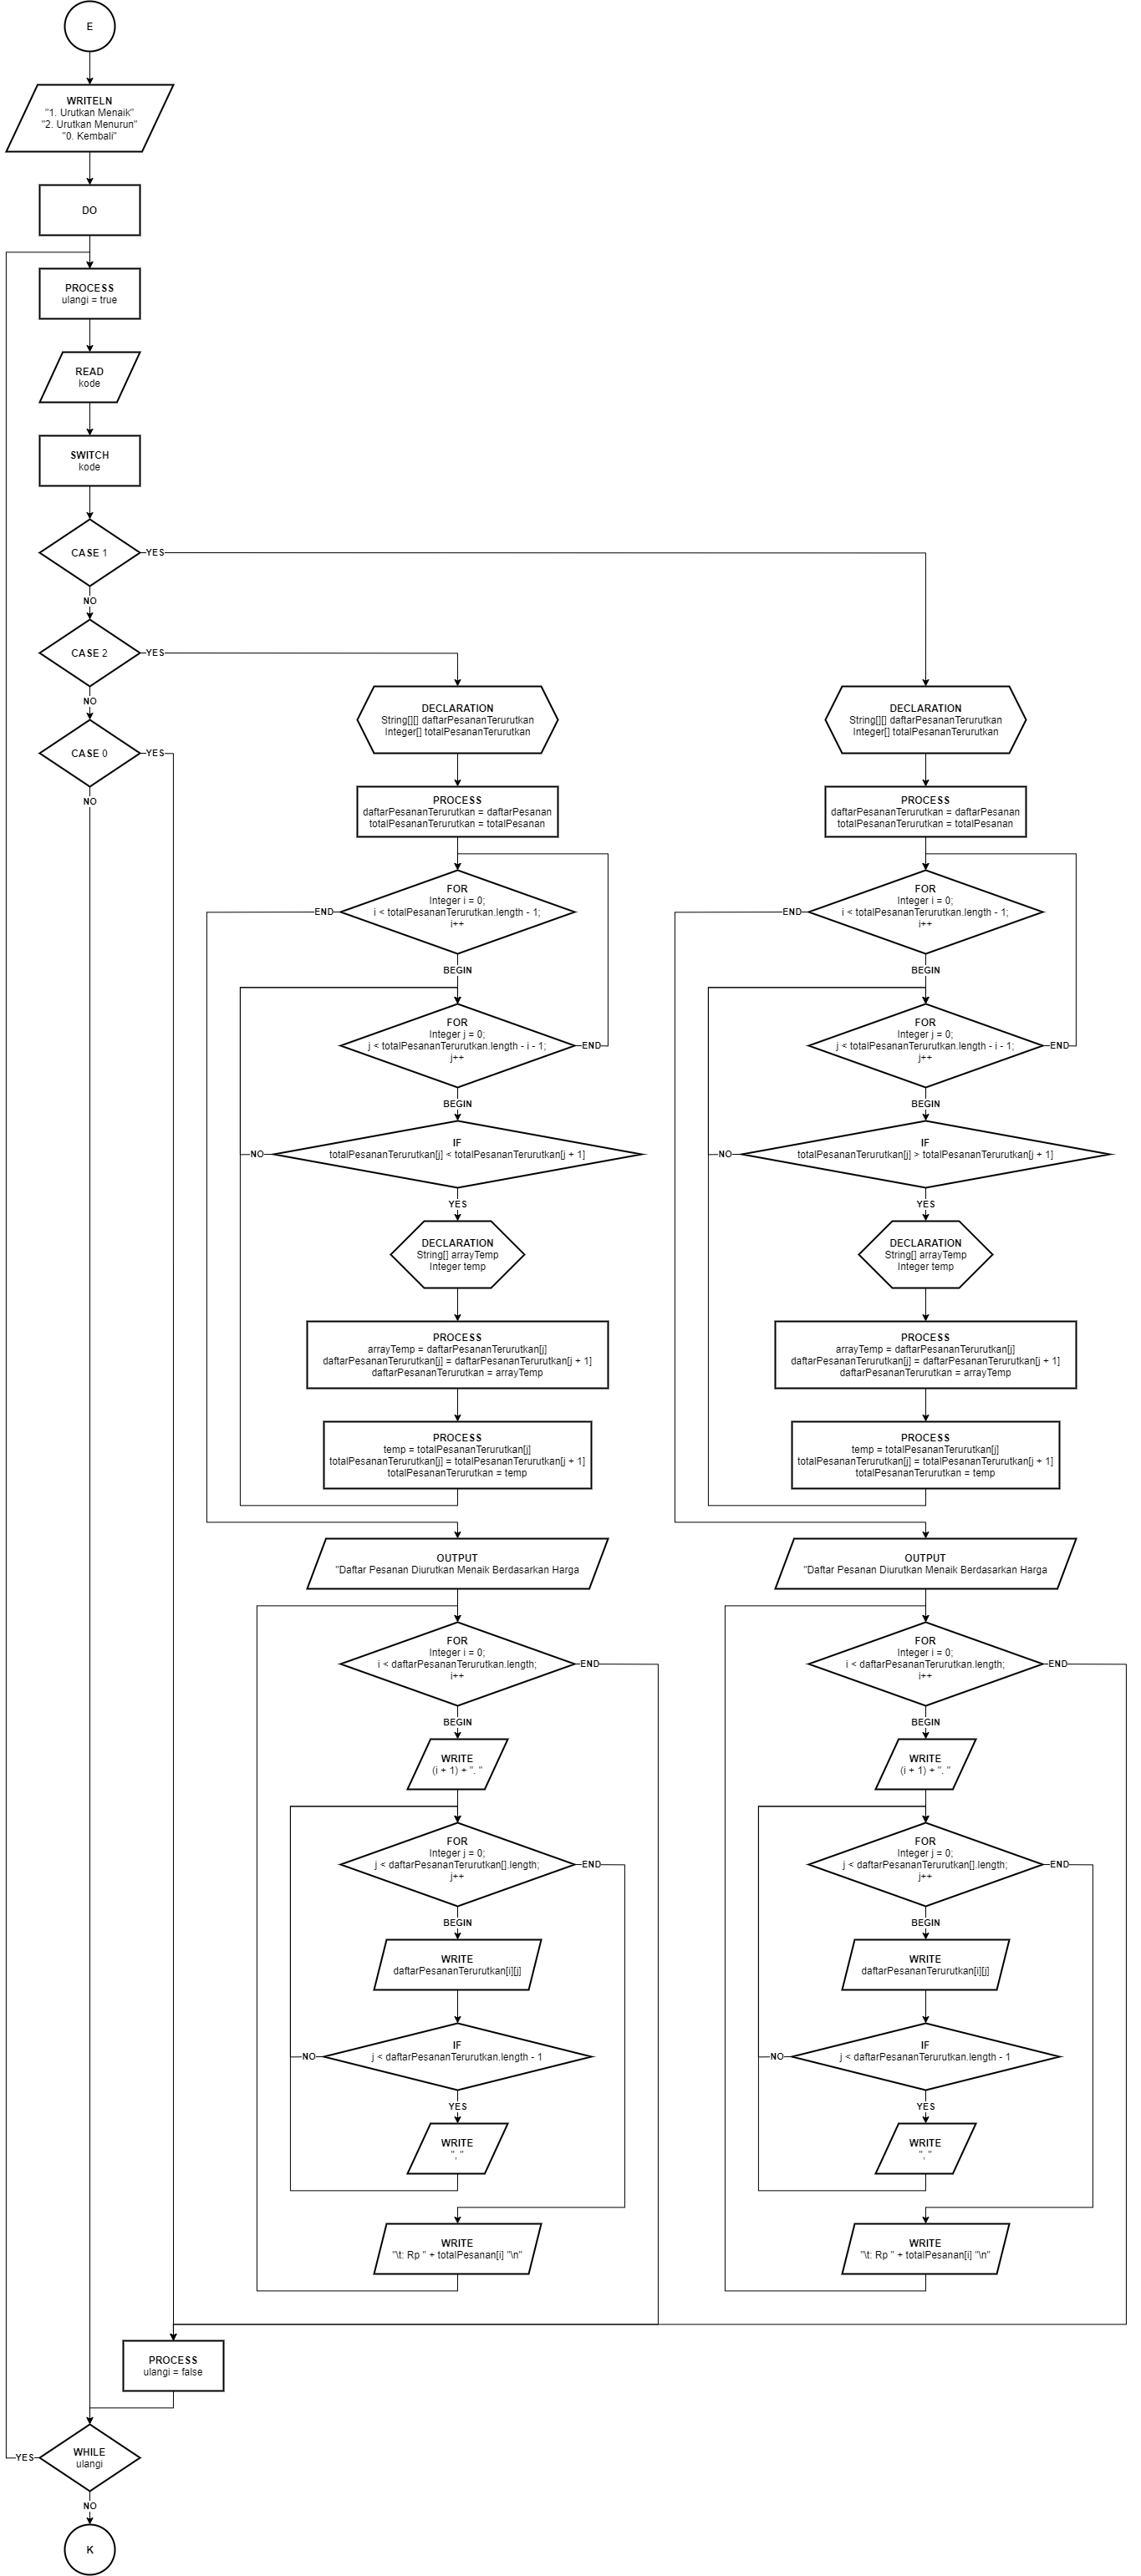 E
WRITELN
"1. Urutkan Menaik"
"2. Urutkan Menurun"
"0. Kembali"
DO
PROCESS
ulangi = true
READ
kode
SWITCH
kode
CASE 1
YES
NO
CASE 2
YES
NO
CASE 0
YES
NO
DECLARATION
String[][] daftarPesananTerurutkan
Integer[] totalPesananTerurutkan
PROCESS
daftarPesananTerurutkan = daftarPesanan
totalPesananTerurutkan = totalPesanan
FOR
Integer i = 0;
i < totalPesananTerurutkan.length - 1;
i++
END
BEGIN
FOR
Integer j = 0;
j < totalPesananTerurutkan.length - i - 1;
j++
END
BEGIN
IF
totalPesananTerurutkan[j] < totalPesananTerurutkan[j + 1]
NO
YES
DECLARATION
String[] arrayTemp
Integer temp
PROCESS
arrayTemp = daftarPesananTerurutkan[j]
daftarPesananTerurutkan[j] = daftarPesananTerurutkan[j + 1]
daftarPesananTerurutkan = arrayTemp
PROCESS
temp = totalPesananTerurutkan[j]
totalPesananTerurutkan[j] = totalPesananTerurutkan[j + 1]
totalPesananTerurutkan = temp
OUTPUT
"Daftar Pesanan Diurutkan Menaik Berdasarkan Harga
FOR
Integer i = 0;
i < daftarPesananTerurutkan.length;
i++
END
BEGIN
WRITE
(i + 1) + ". "
FOR
Integer j = 0;
j < daftarPesananTerurutkan[].length;
j++
END
BEGIN
WRITE
daftarPesananTerurutkan[i][j]
IF
j < daftarPesananTerurutkan.length - 1
NO
YES
WRITE
", "
WRITE
"\t: Rp " + totalPesanan[i] "\n"
DECLARATION
String[][] daftarPesananTerurutkan
Integer[] totalPesananTerurutkan
PROCESS
daftarPesananTerurutkan = daftarPesanan
totalPesananTerurutkan = totalPesanan
FOR
Integer i = 0;
i < totalPesananTerurutkan.length - 1;
i++
END
BEGIN
FOR
Integer j = 0;
j < totalPesananTerurutkan.length - i - 1;
j++
END
BEGIN
IF
totalPesananTerurutkan[j] > totalPesananTerurutkan[j + 1]
NO
YES
DECLARATION
String[] arrayTemp
Integer temp
PROCESS
arrayTemp = daftarPesananTerurutkan[j]
daftarPesananTerurutkan[j] = daftarPesananTerurutkan[j + 1]
daftarPesananTerurutkan = arrayTemp
PROCESS
temp = totalPesananTerurutkan[j]
totalPesananTerurutkan[j] = totalPesananTerurutkan[j + 1]
totalPesananTerurutkan = temp
OUTPUT
"Daftar Pesanan Diurutkan Menaik Berdasarkan Harga
FOR
Integer i = 0;
i < daftarPesananTerurutkan.length;
i++
END
BEGIN
WRITE
(i + 1) + ". "
FOR
Integer j = 0;
j < daftarPesananTerurutkan[].length;
j++
END
BEGIN
WRITE
daftarPesananTerurutkan[i][j]
IF
j < daftarPesananTerurutkan.length - 1
NO
YES
WRITE
", "
WRITE
"\t: Rp " + totalPesanan[i] "\n"
PROCESS
ulangi = false
WHILE
ulangi
YES
NO
K